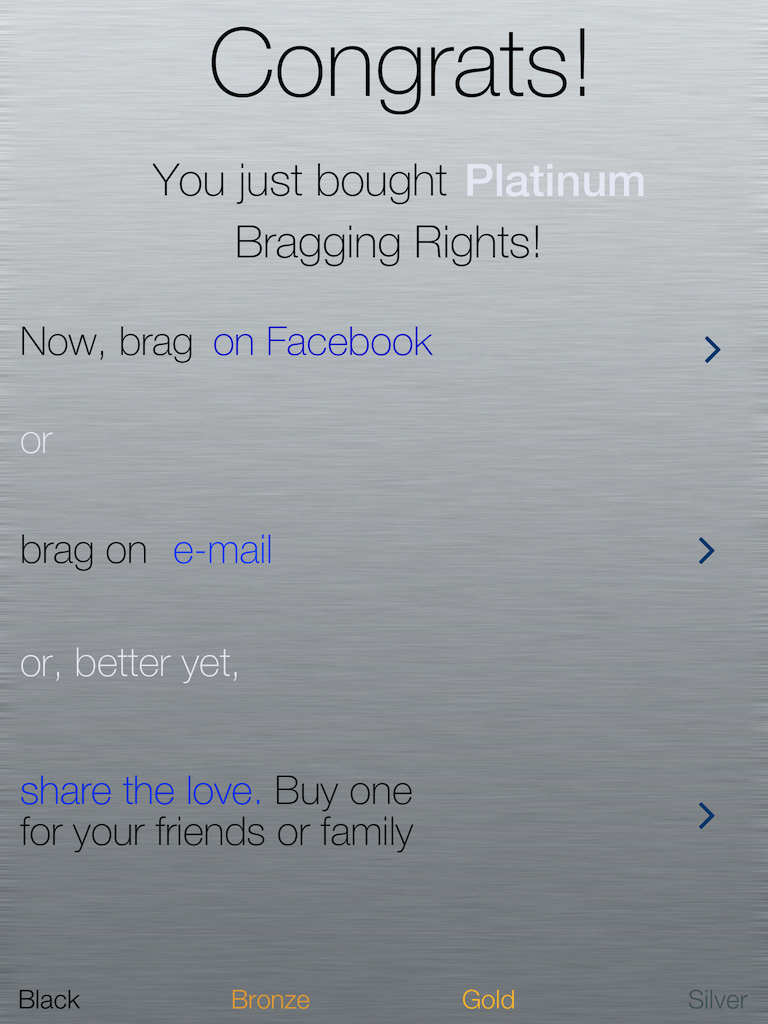 Congrats!
You just bought Platinum
Bragging Rights!
Now, brag on Facebook
or
brag on e-mail
or, better yet,
share the love. Buy one
for your friends or family
Black Bronze Gold Silver